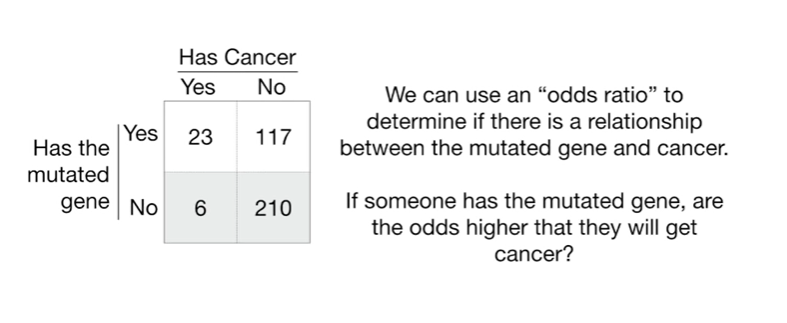 Has Cancer
Yes No
Has the
mutated
gene
Yes 23 117
No 6 210
We can use an “odds ratio” to
determine if there is a relationship
between the mutated gene and cancer.
If someone has the mutated gene, are
the odds higher that they will get
cancer?